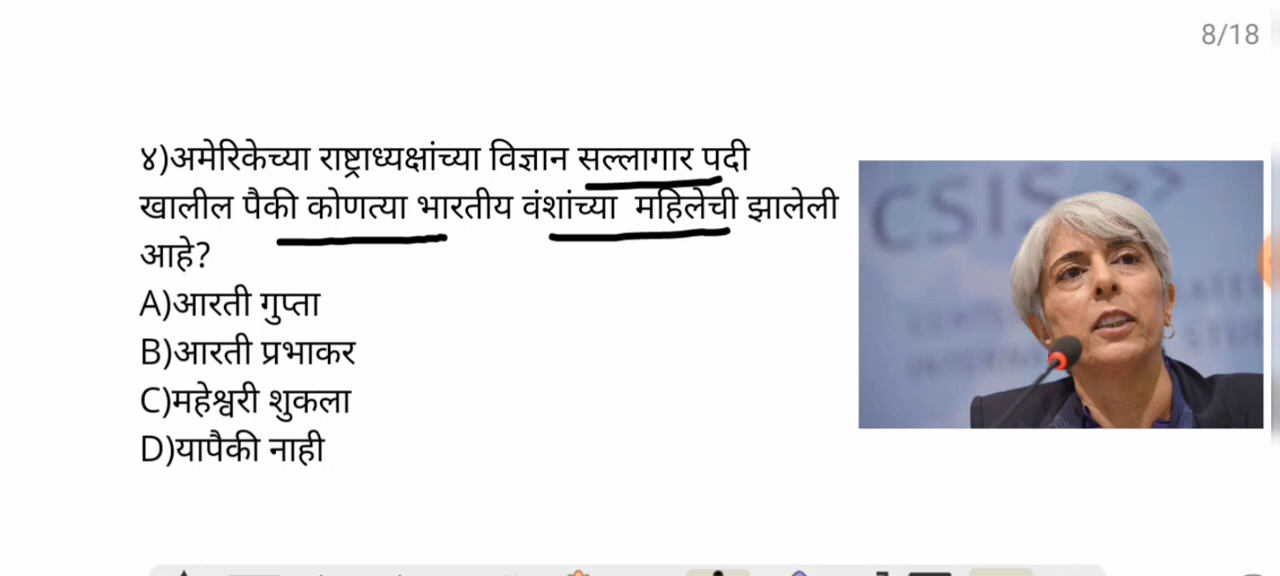 8/18
४)अमेरिकेच्या राष्ट्राध्यक्षांच्या विज्ञान सल्लागार पदी
खालील पैकी कोणत्या भारतीय वंशांच्या महिलेची झालेली
आहे?
A)आरती गुप्ता
B)आरती प्रभाकर
C)महेश्वरी शुकला
D)यापैकी नाही
CSIS